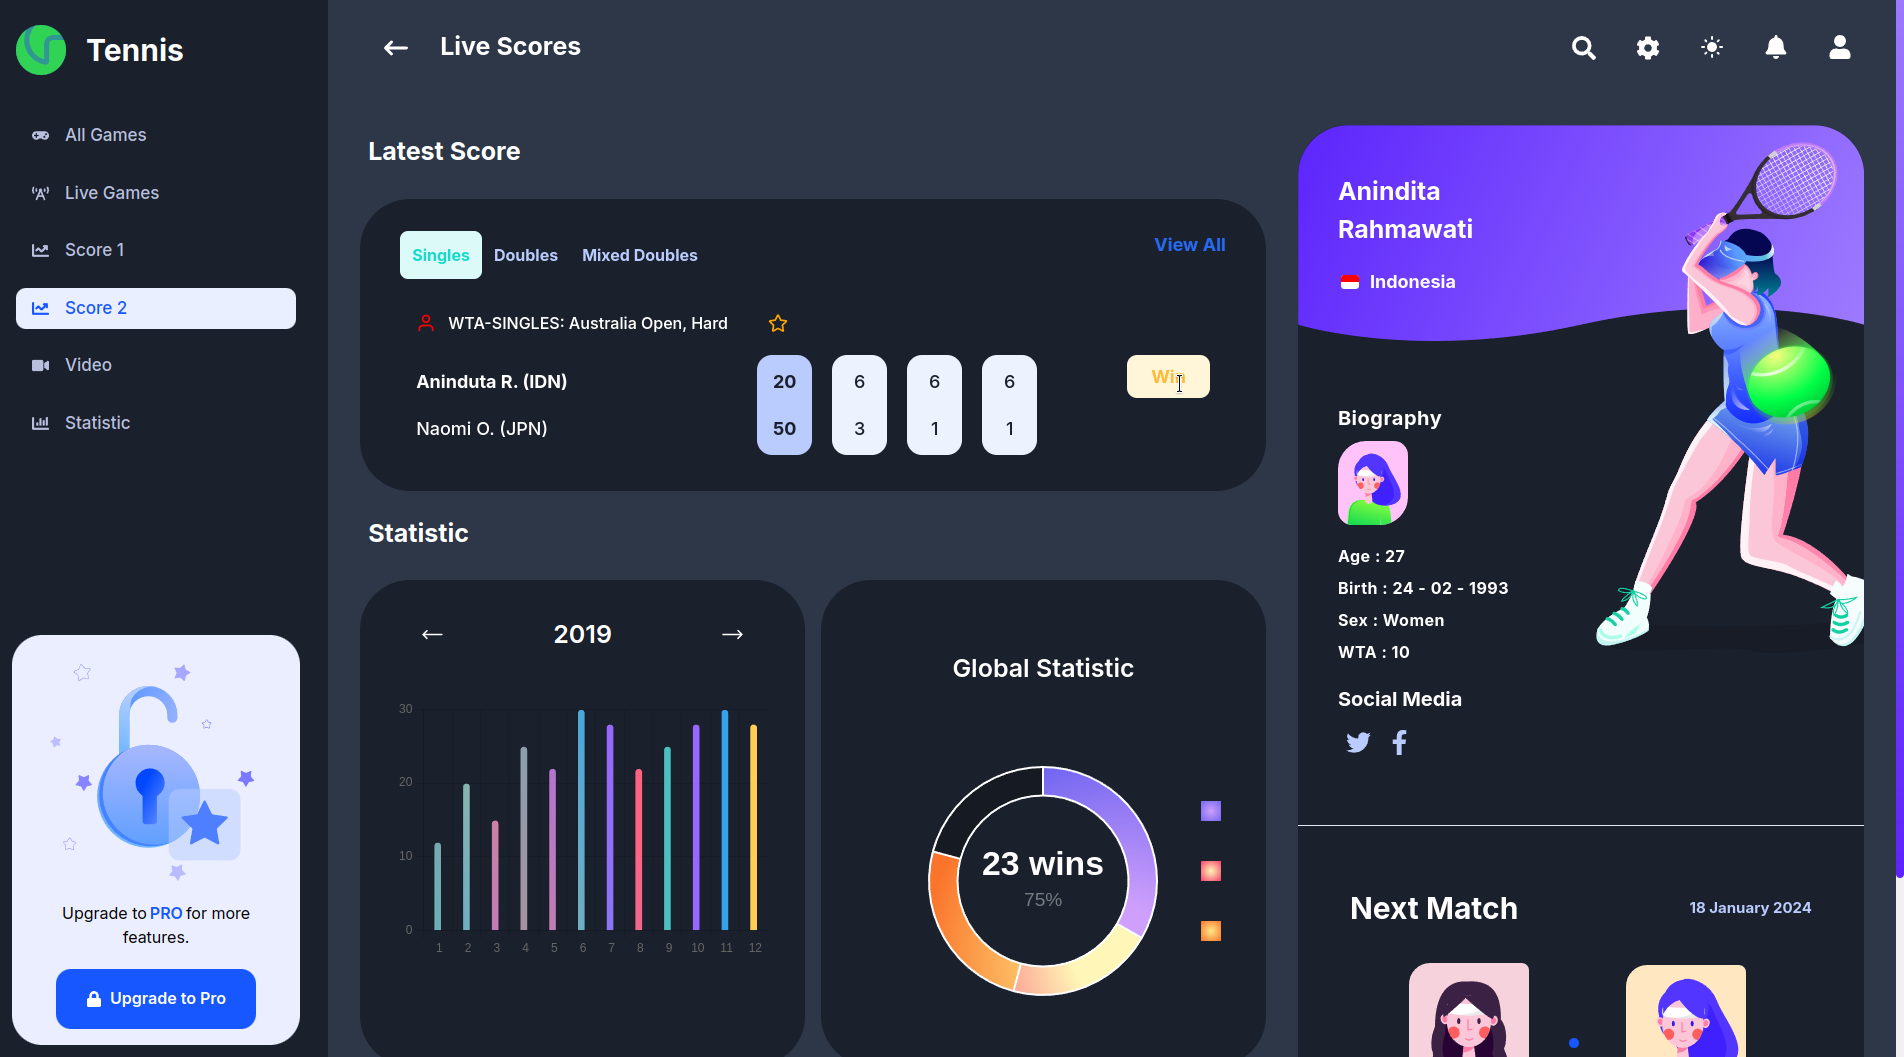 Tennis
All Games
Live Games
Score 1
Score 2
Video
Statistic
Upgrade to PRO for more
features.
Upgrade to Pro
Live Scores
Latest Score
Singles
Doubles
Mixed Doubles
View All
WTA-SINGLES: Australia Open, Hard
Aninduta R. (IDN)
20
6
6
6
Win
Naomi O. (JPN)
50
3
1
1
Statistic
2019
30
20
10
0
1 2 3 4 5 6 7 8 9 10 11 12
Global Statistic
23 wins
75%
Anindita
Rahmawati
Indonesia
Biography
Age : 27
Birth : 24 - 02 - 1993
Sex : Women
WTA : 10
Social Media
Next Match
18 January 2024